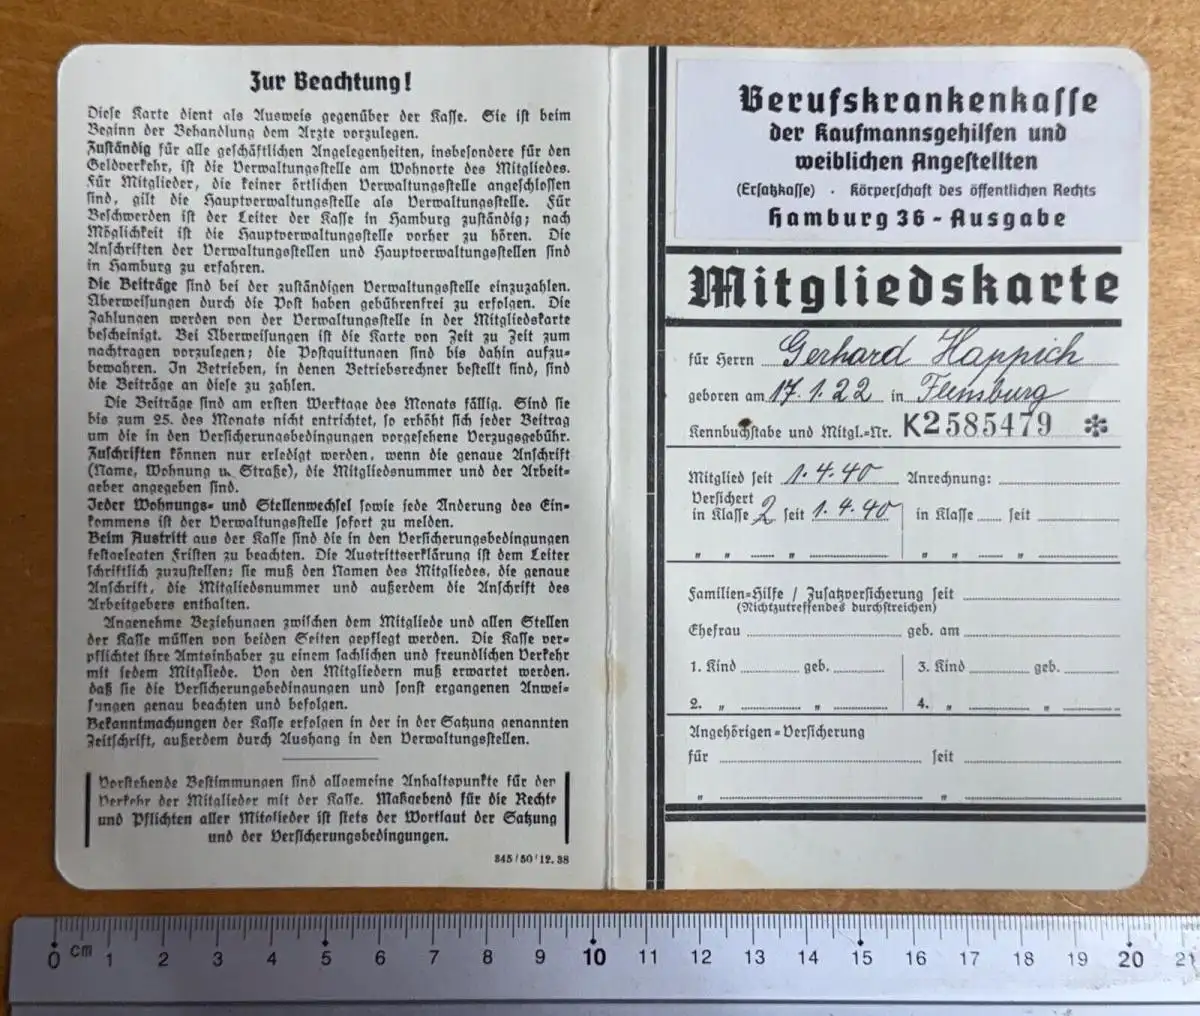 Zur Beachtung!
Diese Karte dient als Ausweis gegenüber der Kasse. Sie ist beim
Beginn der Behandlung dem Arzte vorzulegen.
Zuständig für alle geschäftlichen Angelegenheiten, insbesondere für den
Geldverkehr, ist die Verwaltungsstelle am Wohnorte des Mitgliedes.
Für Mitglieder, die keiner örtlichen Verwaltungsstelle angeschlossen
sind, gilt die Hauptverwaltungsstelle als Verwaltungsstelle. Für
Beschwerden ist der Leiter der Kasse in Hamburg zuständig; nach
Möglichkeit ist die Hauptverwaltungsstelle vorher zu hören. Die
Anschriften der Verwaltungsstellen und Hauptverwaltungsstellen sind
in Hamburg zu erfahren.
Die Beiträge sind bei der zuständigen Verwaltungsstelle einzuzahlen.
Überweisungen durch die Post haben gebührenfrei zu erfolgen. Die
Zahlungen werden von der Verwaltungsstelle in der Mitgliedskarte
bescheinigt. Bei Überweisungen ist die Karte von Zeit zu Zeit zum
nachtragen vorzulegen; die Postquittungen sind bis dahin aufzu-
bewahren. In Betrieben, in denen Betriebsrechner bestellt sind, sind
die Beiträge an diese zu zahlen.
Die Beiträge sind am ersten Werktage des Monats fällig. Sind sie
bis zum 25. des Monats nicht entrichtet, so erhöht sich jeder Beitrag
um die in den Versicherungsbedingungen vorgesehene Verzugsgebühr.
Zuschriften können nur erledigt werden, wenn die genaue Anschrift
(Name, Wohnung u. Straße), die Mitgliedsnummer und der Arbeit-
geber angegeben sind.
Jeder Wohnungs- und Stellenwechsel sowie jede Änderung des Ein-
kommens ist der Verwaltungsstelle sofort zu melden.
Beim Austritt aus der Kasse sind die in den Versicherungsbedingungen
festgelegten Fristen zu beachten. Die Austrittserklärung ist dem Leiter
schriftlich zuzustellen; sie muß den Namen des Mitgliedes, die genaue
Anschrift, die Mitgliedsnummer und außerdem die Anschrift des
Arbeitgebers enthalten.
Angenehme Beziehungen zwischen dem Mitgliede und allen Stellen
der Kasse müssen von beiden Seiten gepflegt werden. Die Kasse ver-
pflichtet ihre Amtsinhaber zu einem sachlichen und freundlichen Verkehr
mit jedem Mitgliede. Von den Mitgliedern muß erwartet werden,
daß sie die Versicherungsbedingungen und sonst ergangenen Anwei-
sungen genau beachten und befolgen.
Bekanntmachungen der Kasse erfolgen in der in der Satzung genannten
Zeitschrift, außerdem durch Aushang in den Verwaltungsstellen.
Vorstehende Bestimmungen sind allgemeine Anhaltspunkte für den
Verkehr der Mitglieder mit der Kasse. Maßgebend für die Rechte
und Pflichten aller Mitglieder ist stets der Wortlaut der Satzung
und der Versicherungsbedingungen.
345/50/12.38
Berufskrankenkasse
der Kaufmannsgehilfen und
weiblichen Angestellten
(Ersatzkasse) · Körperschaft des öffentlichen Rechts
Hamburg 36 - Ausgabe
Mitgliedskarte
für Herrn Gerhard Happich
geboren am 17.1.22 in Flensburg
Kennbuchstabe und Mitgl.=Nr. K2585479 ✻
Mitglied seit 1.4.40 Anrechnung:
Versichert
in Klasse 2 seit 1.4.40 in Klasse seit
" " " " " "
Familien=Hilfe / Zusatzversicherung seit
(Nichtzutreffendes durchstreichen)
Ehefrau geb. am
1. Kind geb. 3. Kind geb.
2. " " 4. " "
Angehörigen=Versicherung
für seit
" "
0 cm 1 2 3 4 5 6 7 8 9 10 11 12 13 14 15 16 17 18 19 20 21